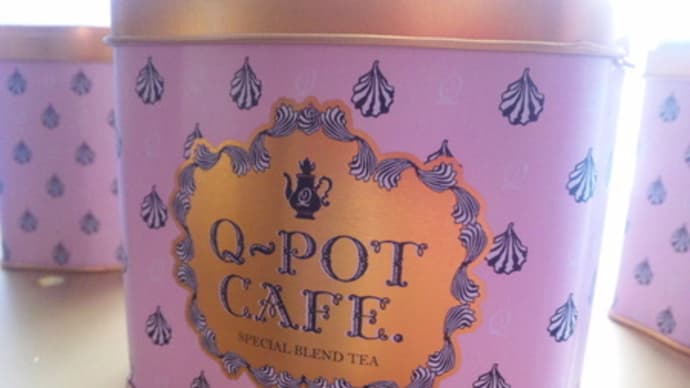 Q~POT
CAFE.
SPECIAL BLEND TEA